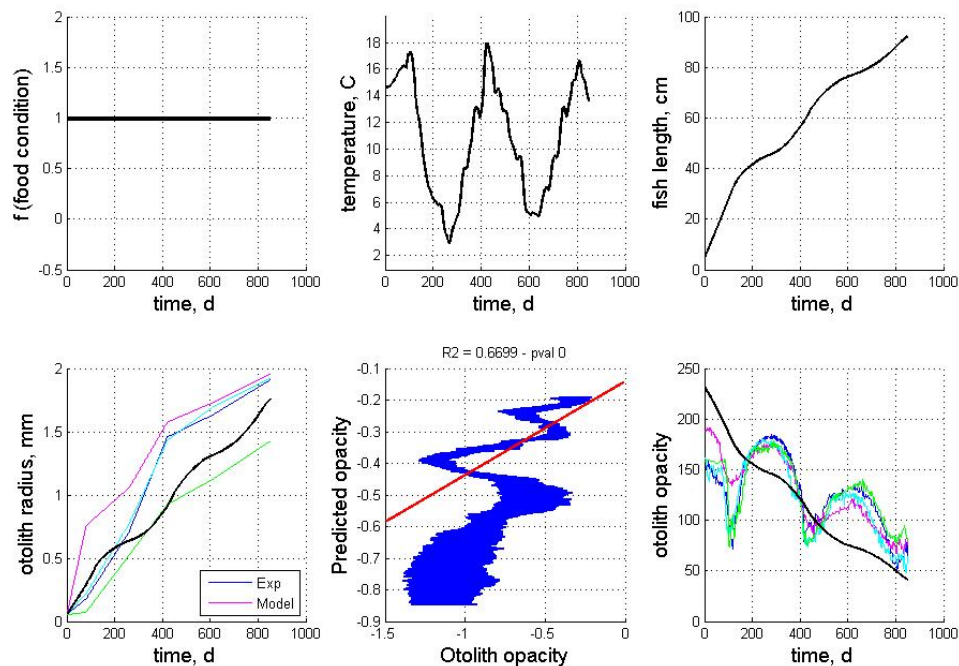 2
1.5
1
0.5
0
-0.5
f (food condition)
0 200 400 600 800 1000
time, d
18
16
14
12
10
8
6
4
2
temperature, C
0 200 400 600 800 1000
time, d
100
80
60
40
20
0
fish length, cm
0 200 400 600 800 1000
time, d
2
1.5
1
0.5
0
otolith radius, mm
Exp
Model
0 200 400 600 800 1000
time, d
R2 = 0.6699 - pval 0
-0.1
-0.2
-0.3
-0.4
-0.5
-0.6
-0.7
-0.8
-0.9
Predicted opacity
-1.5 -1 -0.5 0
Otolith opacity
250
200
150
100
50
0
otolith opacity
0 200 400 600 800 1000
time, d